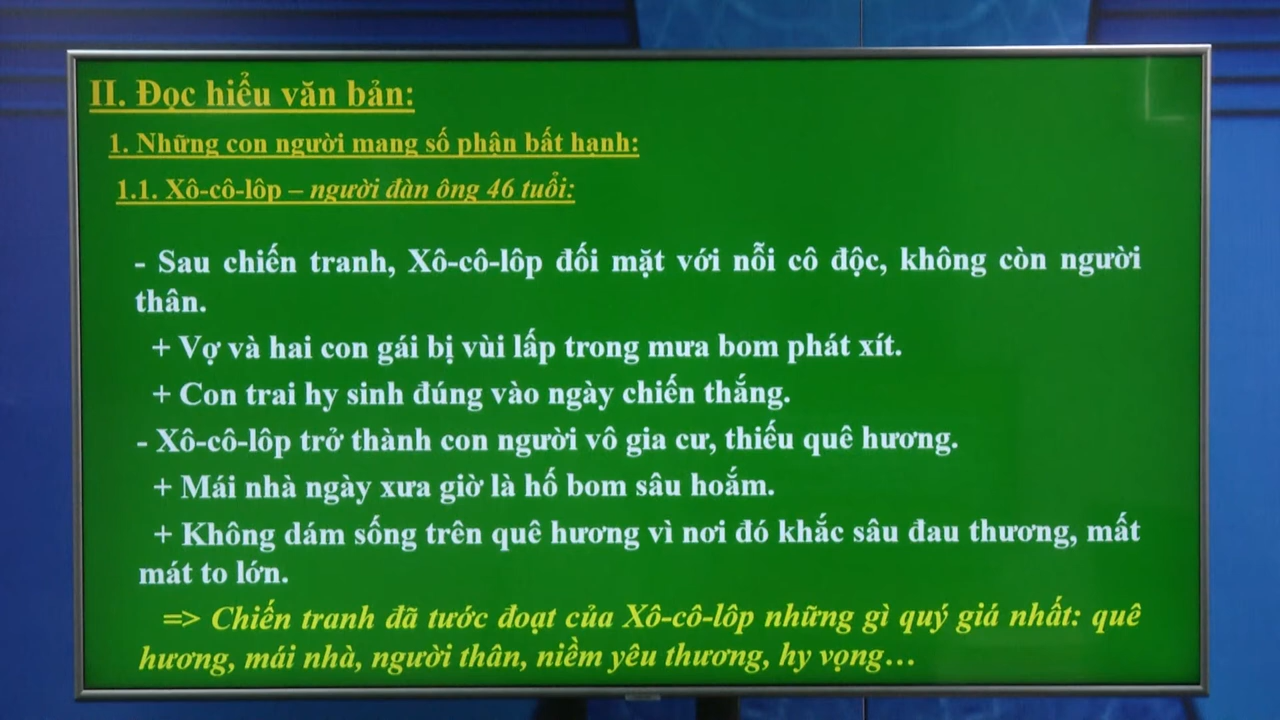 II. Đọc hiểu văn bản:
1. Những con người mang số phận bất hạnh:
1.1. Xô-cô-lôp – người đàn ông 46 tuổi:
- Sau chiến tranh, Xô-cô-lôp đối mặt với nỗi cô độc, không còn người
thân.
+ Vợ và hai con gái bị vùi lấp trong mưa bom phát xít.
+ Con trai hy sinh đúng vào ngày chiến thắng.
- Xô-cô-lôp trở thành con người vô gia cư, thiếu quê hương.
+ Mái nhà ngày xưa giờ là hố bom sâu hoắm.
+ Không dám sống trên quê hương vì nơi đó khắc sâu đau thương, mất
mát to lớn.
=> Chiến tranh đã tước đoạt của Xô-cô-lôp những gì quý giá nhất: quê
hương, mái nhà, người thân, niềm yêu thương, hy vọng…